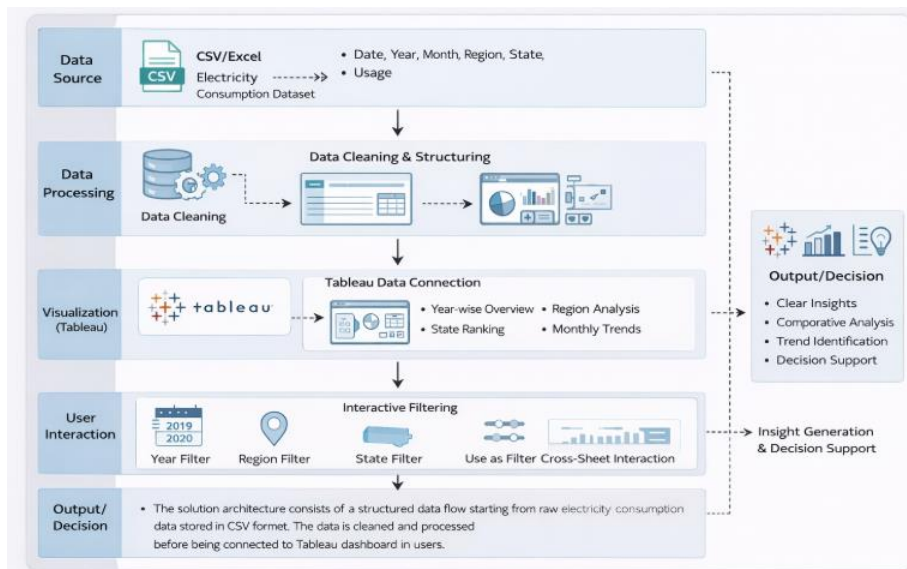 Data
Source
CSV
CSV/Excel
Electricity
Consumption Dataset
• Date, Year, Month, Region, State,
• Usage
Data
Processing
Data Cleaning
Data Cleaning & Structuring
Visualization
(Tableau)
+ableau
Tableau Data Connection
• Year-wise Overview
• State Ranking
• Region Analysis
• Monthly Trends
User
Interaction
Interactive Filtering
2019
2020
Year Filter
Region Filter
State Filter
Use as Filter
Cross-Sheet Interaction
Output/
Decision
• The solution architecture consists of a structured data flow starting from raw electricity consumption
data stored in CSV formet. The data is cleaned and processed
before being connected to Tableau dashboard in users.
Output/Decision
• Clear Insights
• Comporative Analysis
• Trend Identification
• Decision Support
Insight Generation
& Decision Support